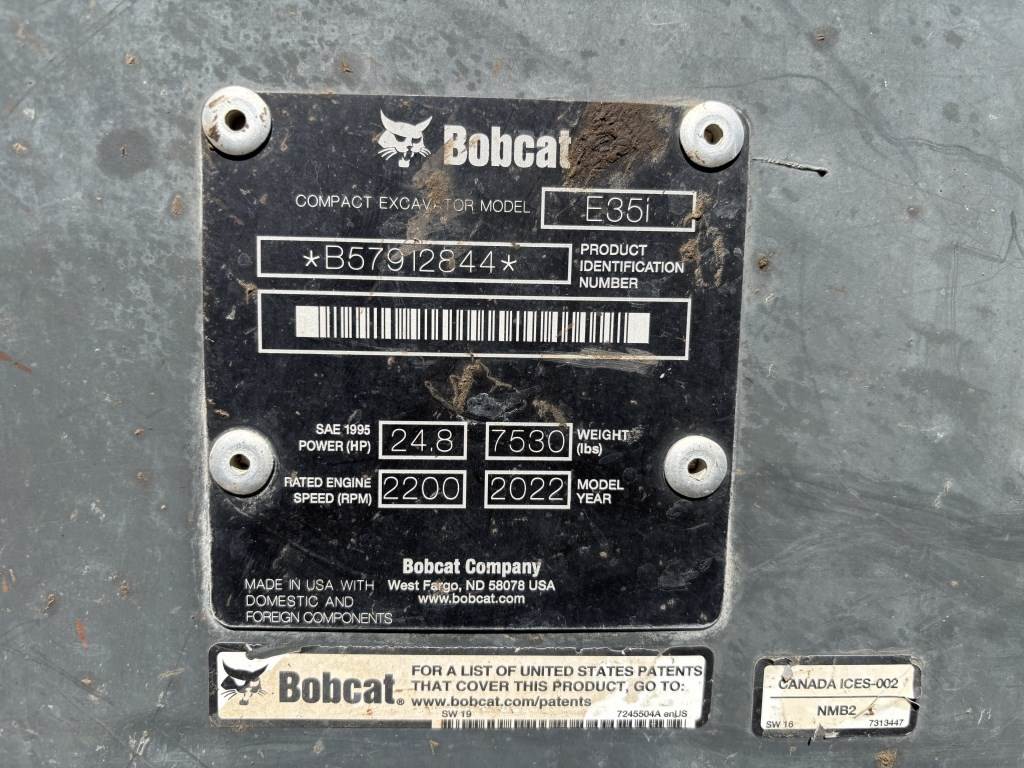 Bobcat
COMPACT EXCAVATOR MODEL E35i
*B57912844* PRODUCT IDENTIFICATION NUMBER
SAE 1995 POWER (HP) 24.8 7530 WEIGHT (lbs)
RATED ENGINE SPEED (RPM) 2200 2022 MODEL YEAR
Bobcat Company
West Fargo, ND 58078 USA
www.bobcat.com
MADE IN USA WITH
DOMESTIC AND
FOREIGN COMPONENTS
Bobcat®
FOR A LIST OF UNITED STATES PATENTS
THAT COVER THIS PRODUCT, GO TO:
www.bobcat.com/patents
SW 19 7245504A enUS
CANADA ICES-002
NMB2
SW 16 7313447